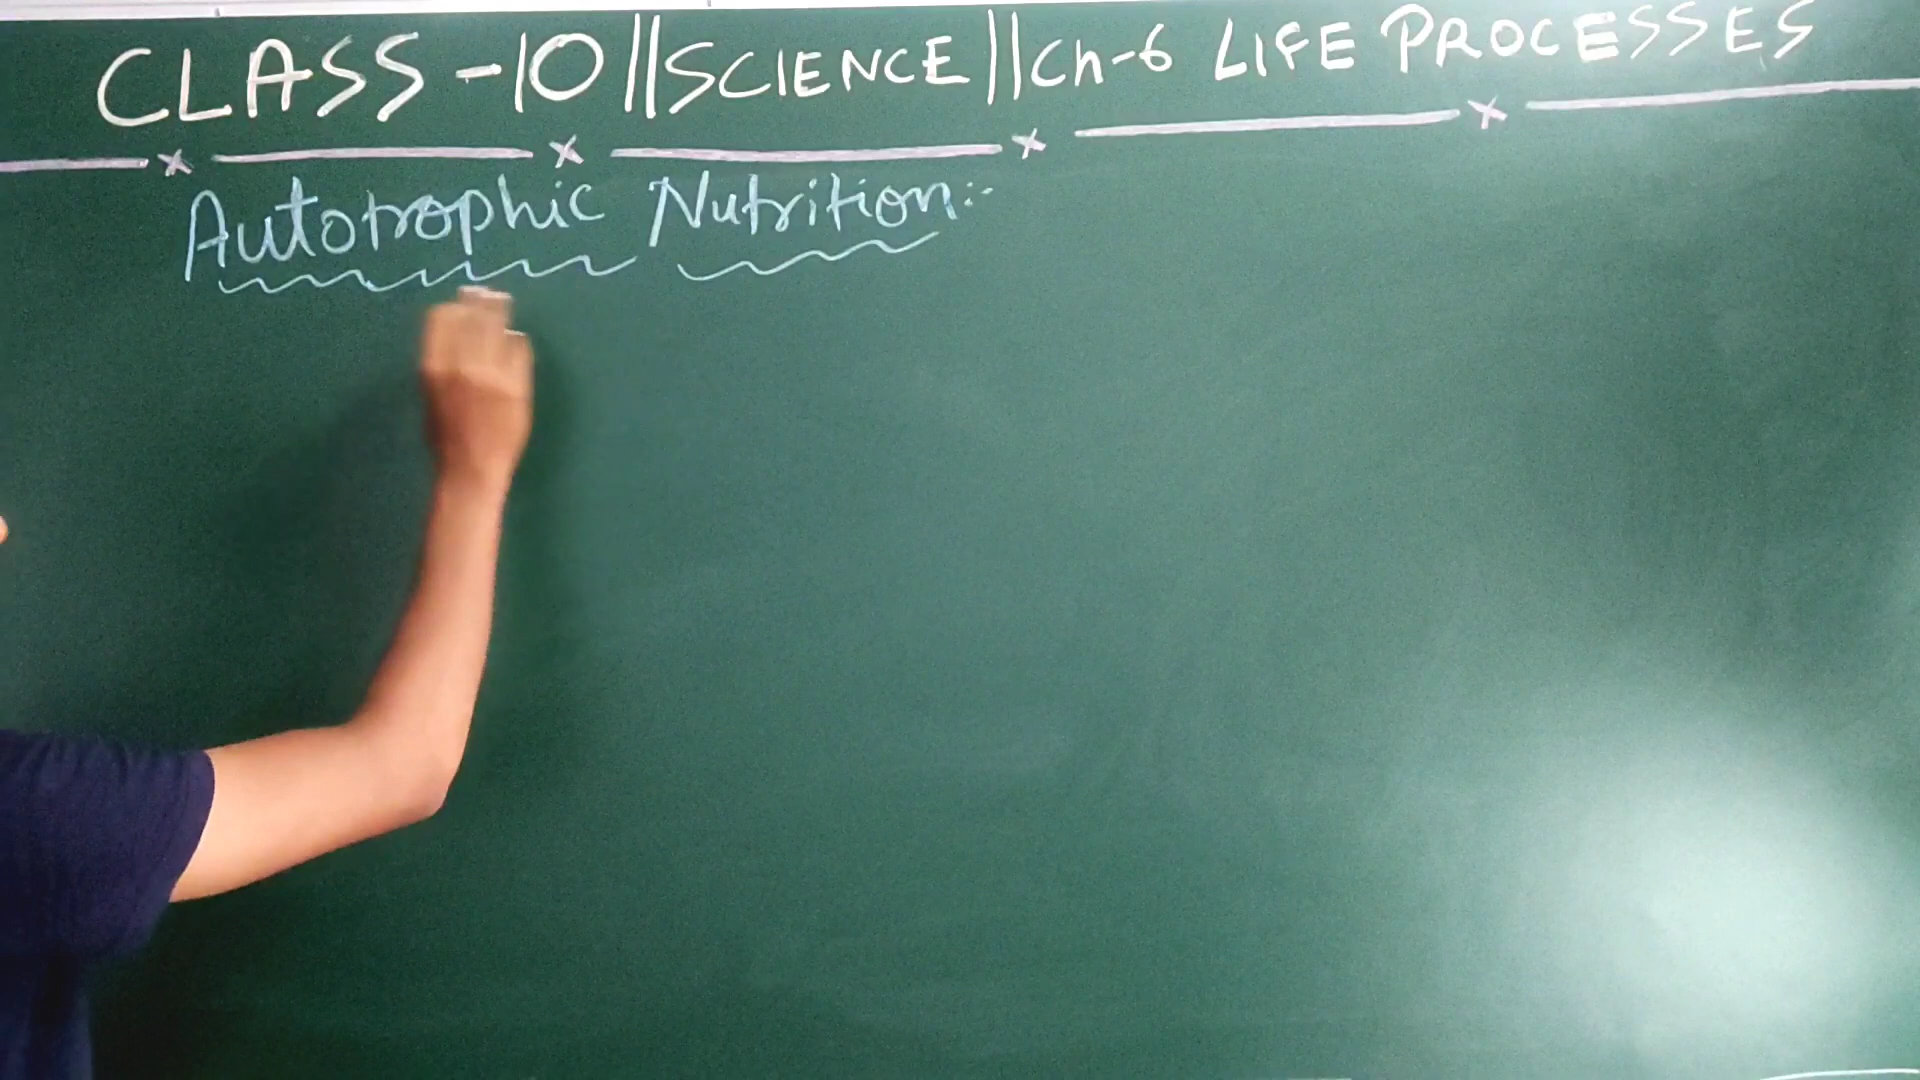 CLASS-10||SCIENCE||Ch-6 LIFE PROCESSES
Autotrophic Nutrition:-